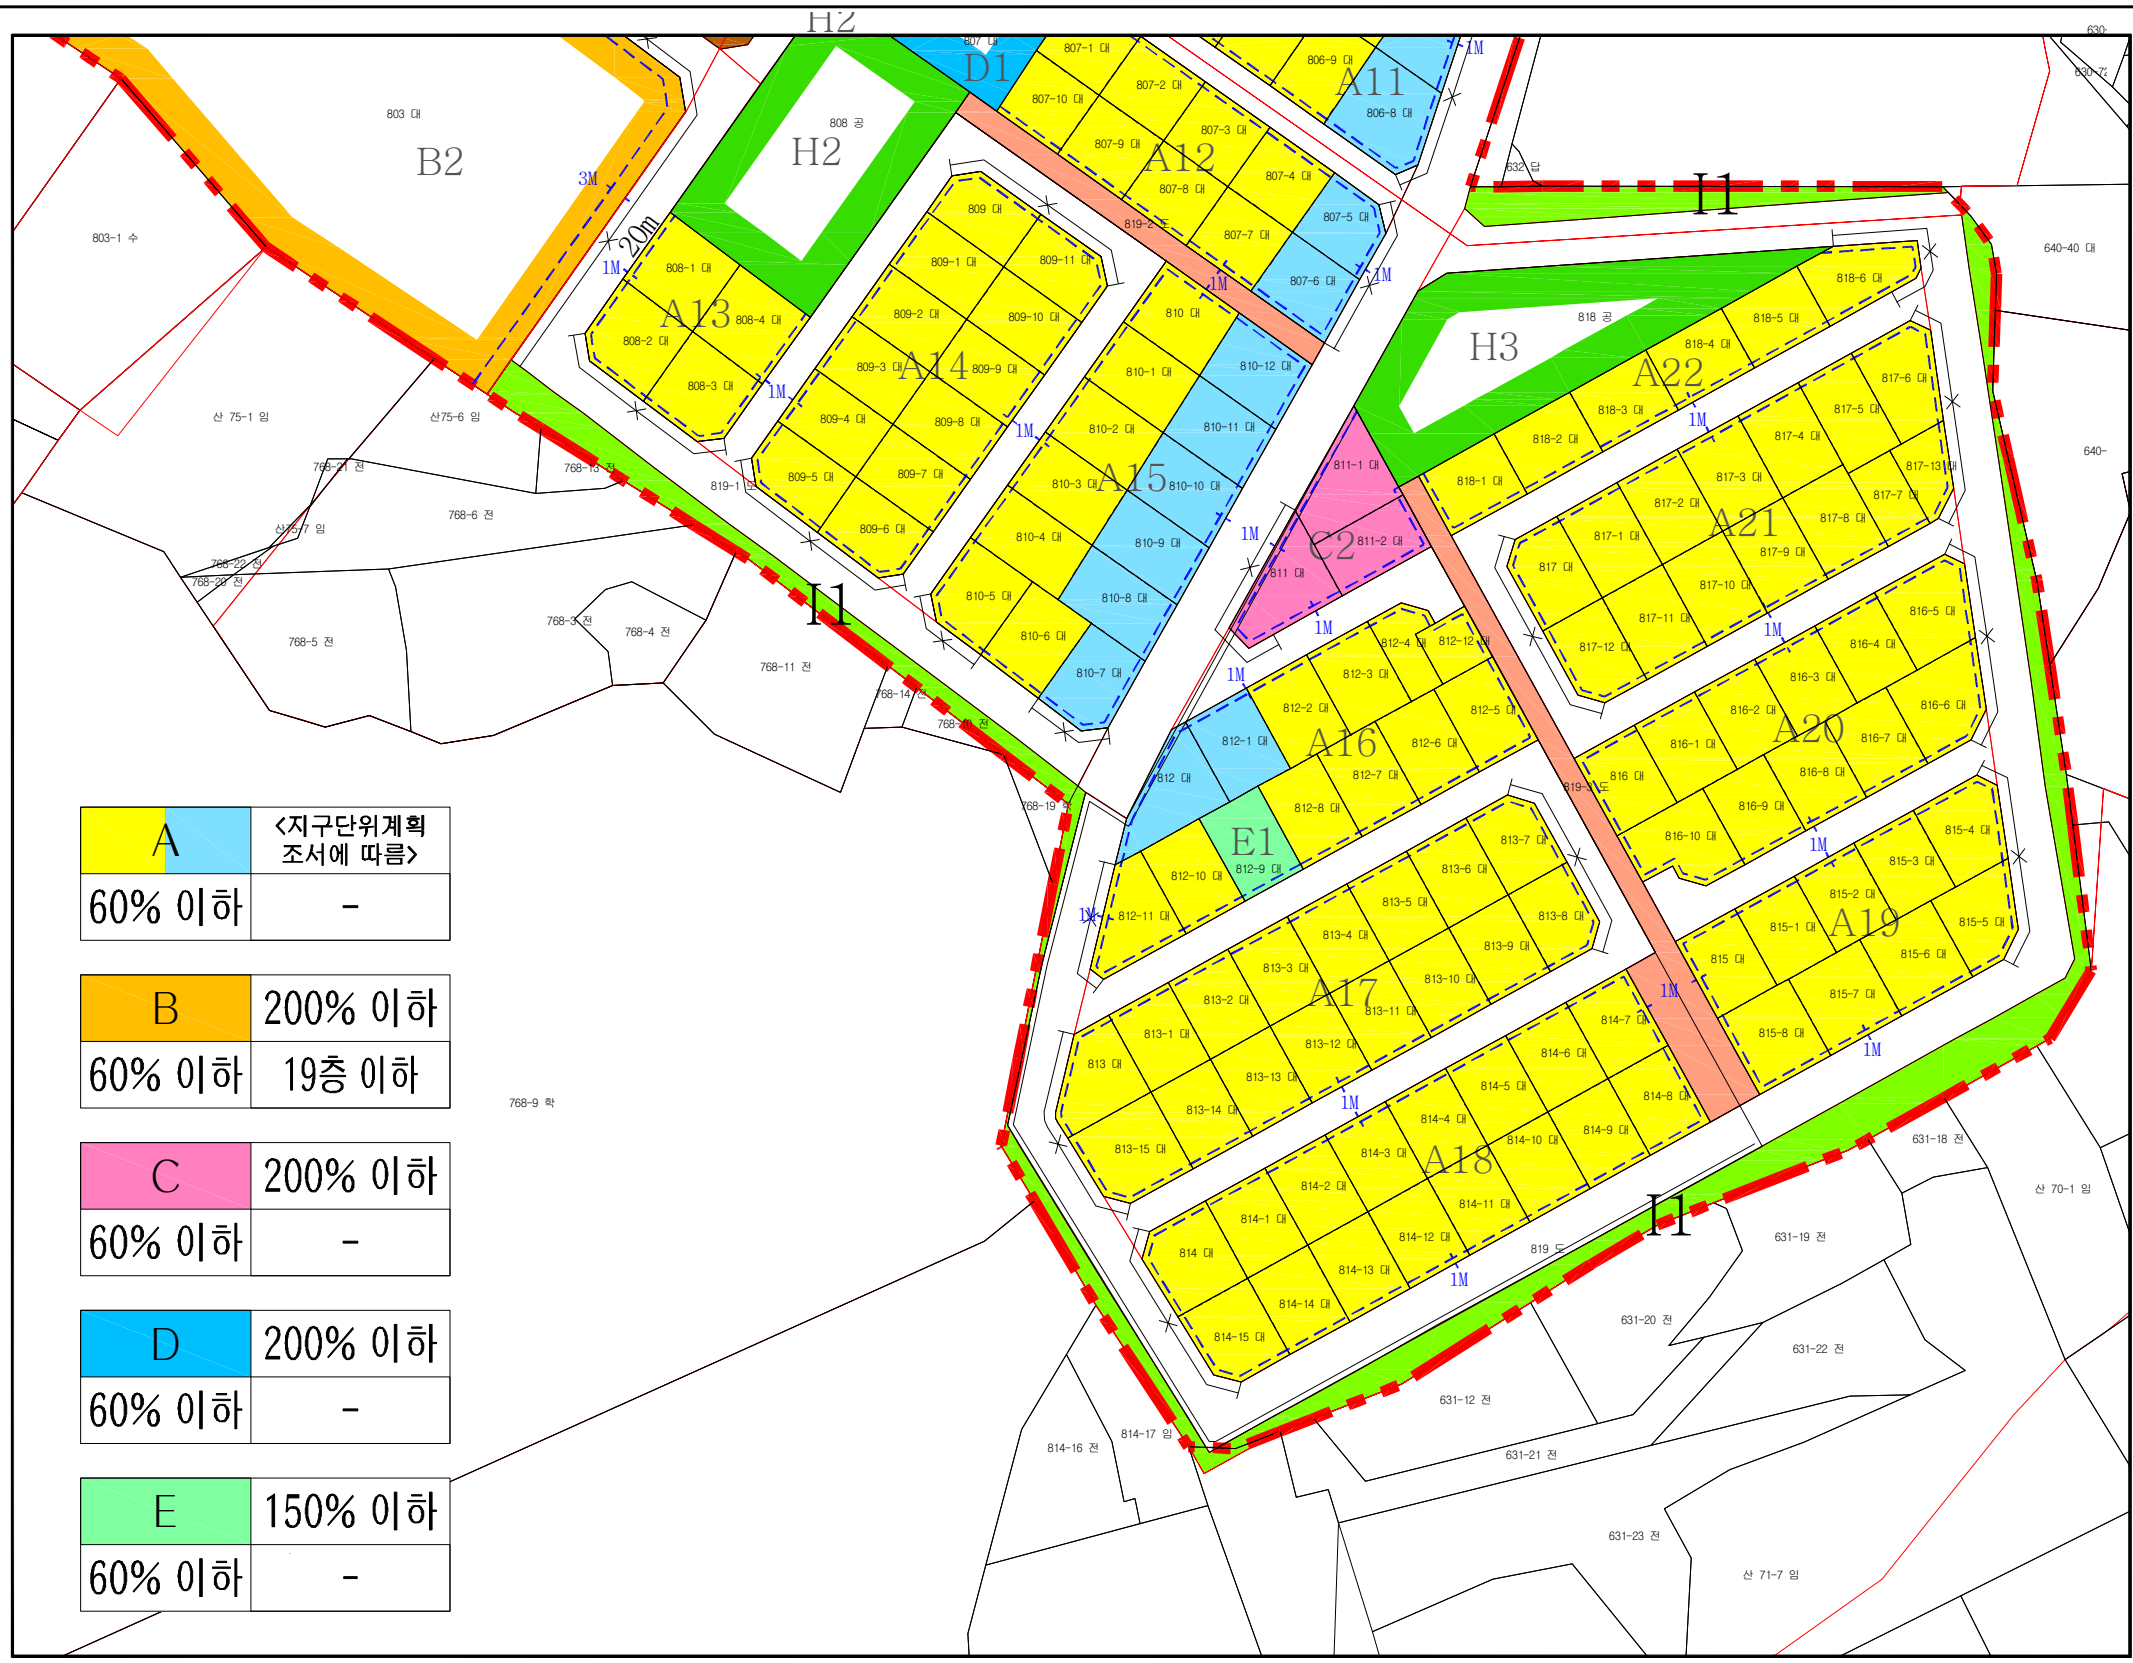 H2
807 대
D1
807-1 대
807-2 대
807-10 대
807-3 대
807-9 대
A12
807-4 대
807-8 대
807-5 대
807-7 대
807-6 대
819-2 도
1M
1M
806-9 대
A11
806-8 대
1M
630-
632 답
I1
640-40 대
640-
803 대
B2
3M
20m
803-1 수
808 공
H2
1M
808-1 대
A13
808-4 대
808-2 대
808-3 대
1M
809 대
809-1 대
809-11 대
809-2 대
809-10 대
809-3 대
A14
809-9 대
809-4 대
809-8 대
809-5 대
809-7 대
809-6 대
1M
810 대
810-1 대
810-12 대
810-2 대
810-11 대
810-3 대
A15
810-10 대
810-4 대
810-9 대
810-5 대
810-8 대
810-6 대
810-7 대
1M
818 공
H3
818-6 대
818-5 대
818-4 대
A22
818-3 대
818-2 대
818-1 대
1M
811-1 대
C2
811-2 대
811 대
1M
817-6 대
817-5 대
817-4 대
817-3 대
817-13 대
817-2 대
817-7 대
A21
817-8 대
817-1 대
817-9 대
817 대
817-10 대
817-11 대
817-12 대
1M
816-5 대
816-4 대
816-3 대
816-6 대
816-2 대
A20
816-7 대
816-1 대
816-8 대
816 대
816-9 대
816-10 대
1M
819-3 도
815-4 대
815-3 대
815-2 대
815-5 대
815-1 대
A19
815-6 대
815 대
815-7 대
815-8 대
1M
1M
812-12 대
812-4 대
812-3 대
812-2 대
812-5 대
A16
812-6 대
812-1 대
812-7 대
812 대
812-8 대
E1
812-9 대
812-10 대
812-11 대
1M
1M
813-7 대
813-6 대
813-5 대
813-8 대
813-4 대
813-9 대
813-3 대
813-10 대
A17
813-2 대
813-11 대
813-1 대
813-12 대
813 대
813-13 대
813-14 대
813-15 대
1M
814-7 대
814-6 대
814-5 대
814-8 대
814-4 대
814-9 대
814-3 대
814-10 대
A18
814-2 대
814-11 대
814-1 대
814-12 대
814 대
814-13 대
814-14 대
814-15 대
1M
819 도
I1
산 75-1 임
산75-6 임
768-21 전
768-13 전
819-1 도
768-6 전
산75-7 임
768-22 전
768-20 전
768-5 전
768-3 전
768-4 전
768-11 전
I1
768-14 전
768-10 전
768-19 학
768-9 학
814-16 전
814-17 임
631-12 전
631-21 전
631-20 전
631-22 전
631-19 전
631-18 전
산 70-1 임
631-23 전
산 71-7 임
A
<지구단위계획
조서에 따름>
60% 이하
-
B
200% 이하
60% 이하
19층 이하
C
200% 이하
60% 이하
-
D
200% 이하
60% 이하
-
E
150% 이하
60% 이하
-